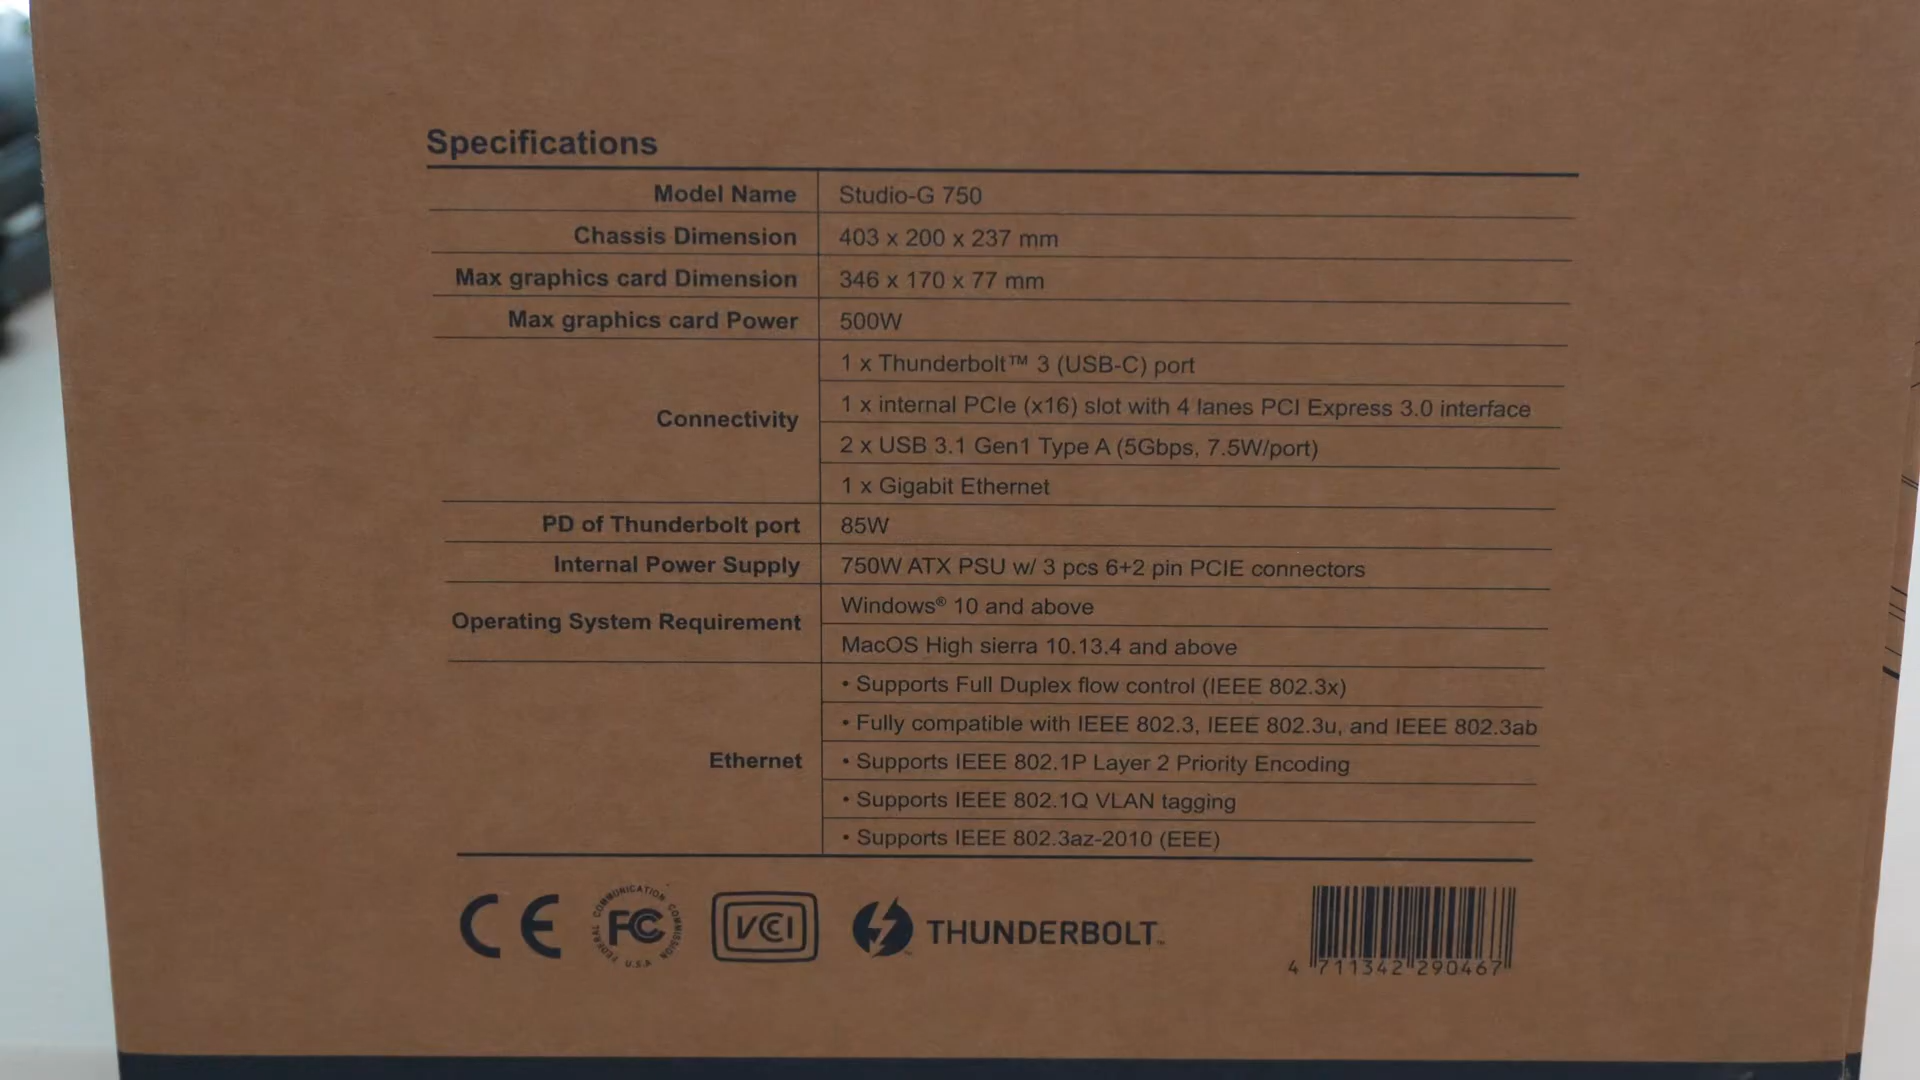 Specifications
Model Name Studio-G 750
Chassis Dimension 403 x 200 x 237 mm
Max graphics card Dimension 346 x 170 x 77 mm
Max graphics card Power 500W
Connectivity
1 x Thunderbolt™ 3 (USB-C) port
1 x internal PCIe (x16) slot with 4 lanes PCI Express 3.0 interface
2 x USB 3.1 Gen1 Type A (5Gbps, 7.5W/port)
1 x Gigabit Ethernet
PD of Thunderbolt port 85W
Internal Power Supply 750W ATX PSU w/ 3 pcs 6+2 pin PCIE connectors
Operating System Requirement
Windows® 10 and above
MacOS High sierra 10.13.4 and above
Ethernet
• Supports Full Duplex flow control (IEEE 802.3x)
• Fully compatible with IEEE 802.3, IEEE 802.3u, and IEEE 802.3ab
• Supports IEEE 802.1P Layer 2 Priority Encoding
• Supports IEEE 802.1Q VLAN tagging
• Supports IEEE 802.3az-2010 (EEE)
CE
FEDERAL COMMUNICATION COMMISSION
FC
U.S.A
VCI
THUNDERBOLT™
4 711342 290467